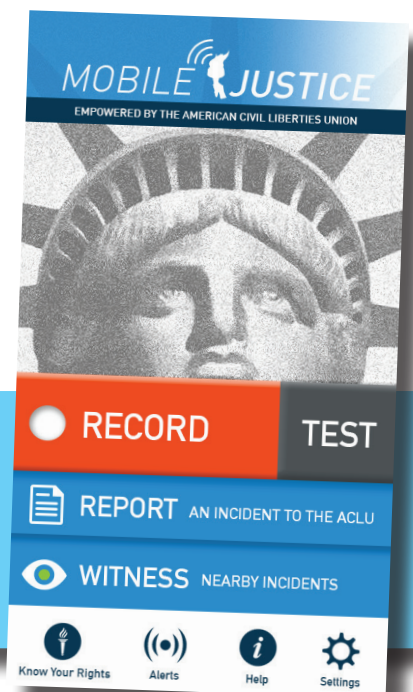 MOBILE JUSTICE
EMPOWERED BY THE AMERICAN CIVIL LIBERTIES UNION
RECORD
TEST
REPORT AN INCIDENT TO THE ACLU
WITNESS NEARBY INCIDENTS
Know Your Rights
Alerts
Help
Settings